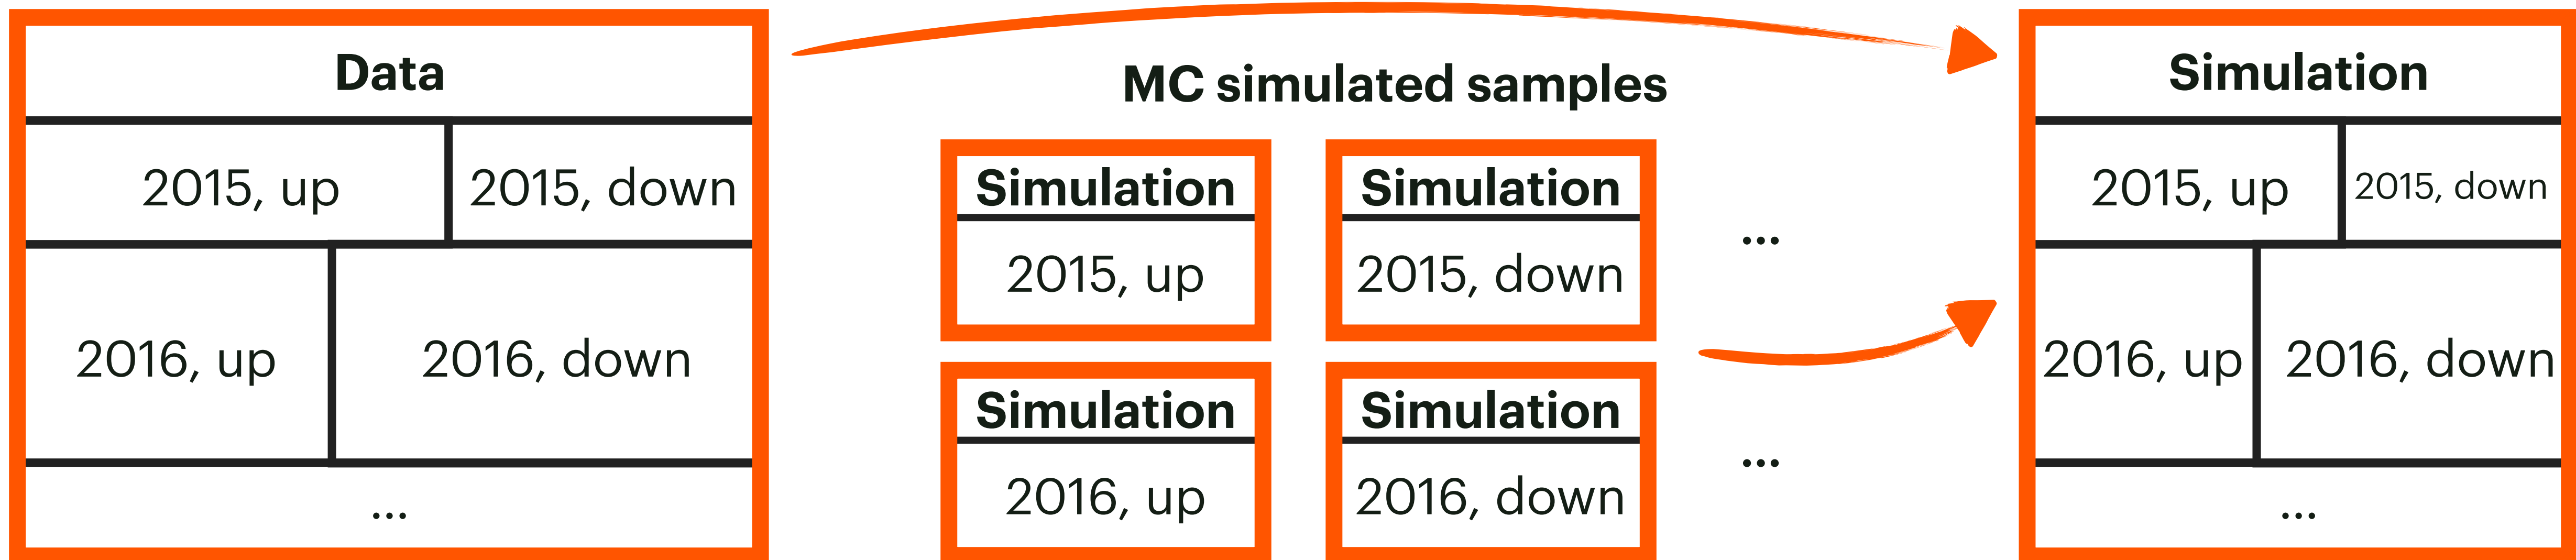 Data
2015, up
2015, down
2016, up
2016, down
...
MC simulated samples
Simulation
2015, up
Simulation
2015, down
...
Simulation
2016, up
Simulation
2016, down
...
Simulation
2015, up
2015, down
2016, up
2016, down
...